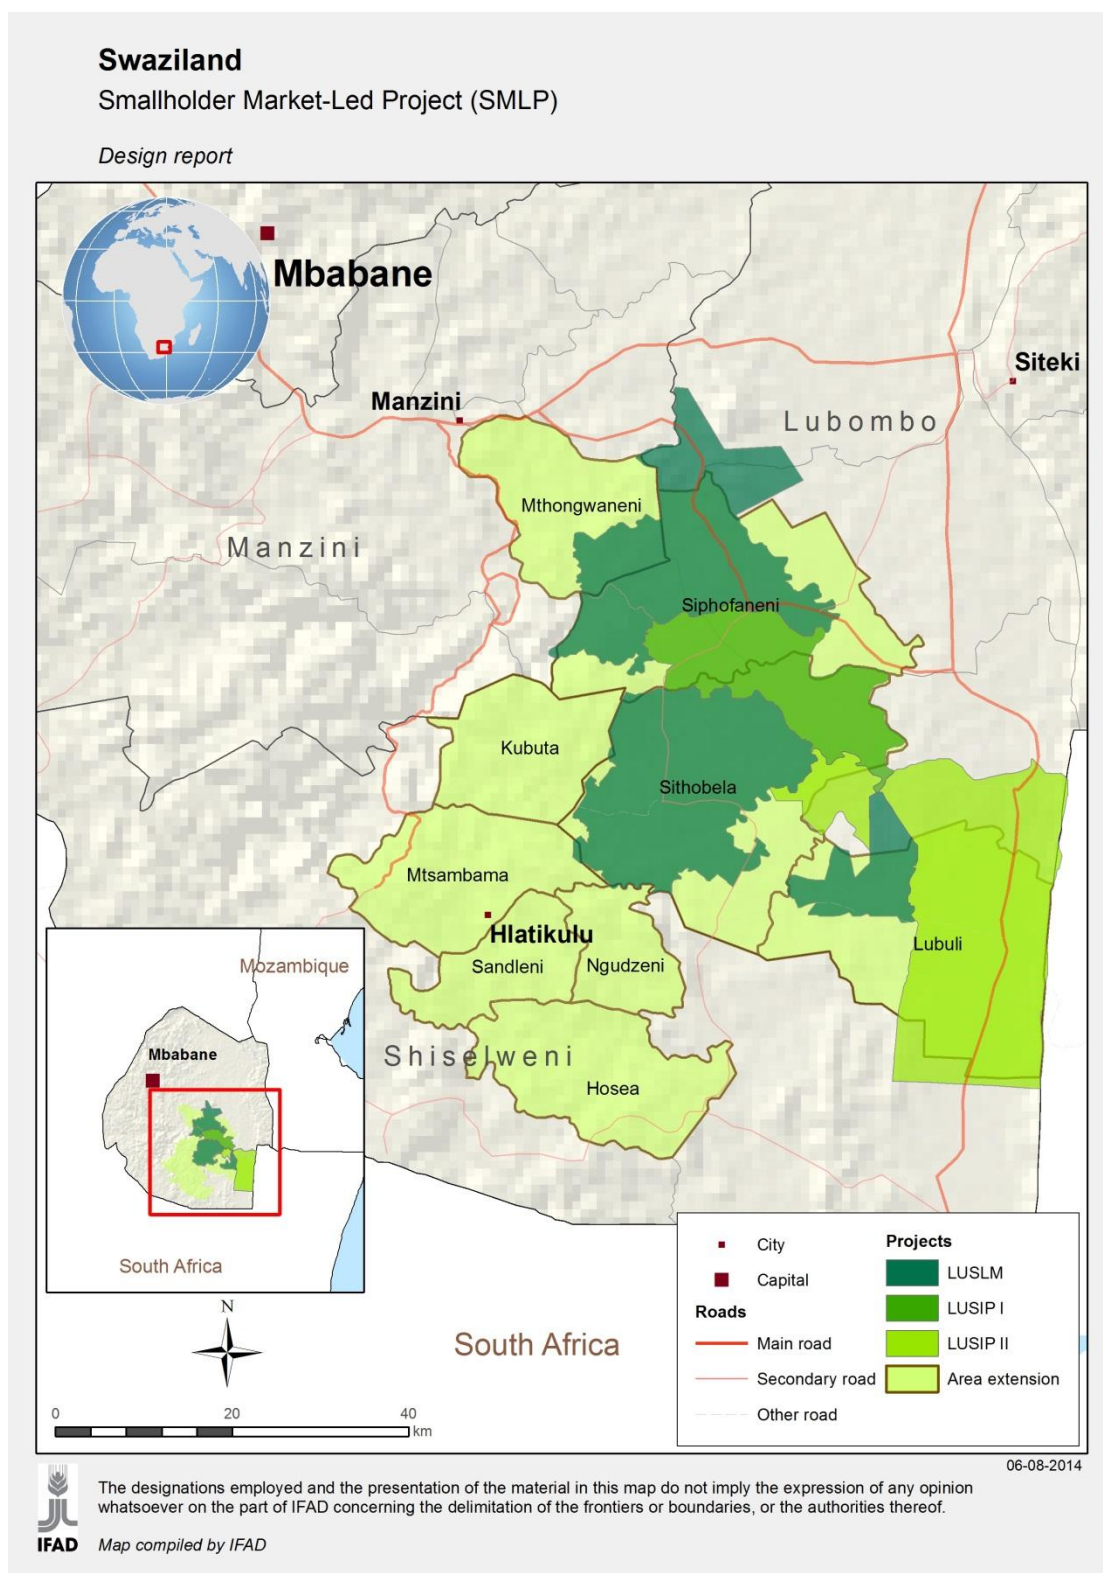 Swaziland
Smallholder Market-Led Project (SMLP)
Design report
Mbabane
Siteki
Manzini
Lubombo
Mthongwaneni
Manzini
Siphofaneni
Kubuta
Sithobela
Mtsambama
Hlatikulu
Lubuli
Sandleni
Ngudzeni
Shiselweni
Hosea
Mozambique
Mbabane
South Africa
N
South Africa
0 20 40
km
City
Capital
Roads
Main road
Secondary road
Other road
Projects
LUSLM
LUSIP I
LUSIP II
Area extension
06-08-2014
The designations employed and the presentation of the material in this map do not imply the expression of any opinion
whatsoever on the part of IFAD concerning the delimitation of the frontiers or boundaries, or the authorities thereof.
IFAD
Map compiled by IFAD